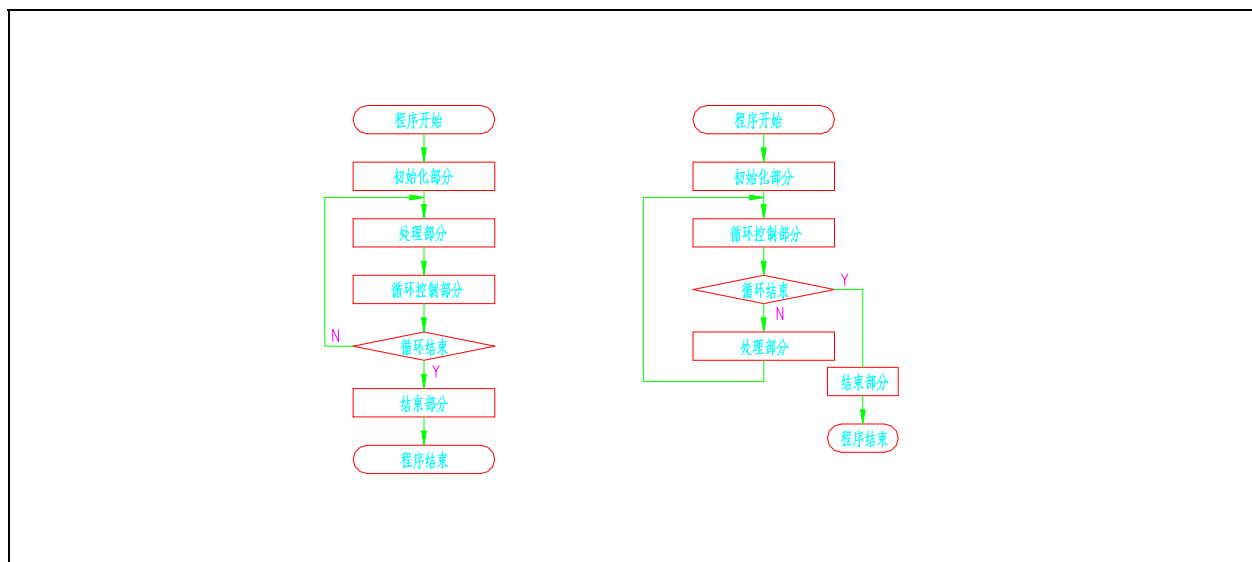 程序开始
初始化部分
处理部分
循环控制部分
N
循环结束
Y
结束部分
程序结束
程序开始
初始化部分
循环控制部分
循环结束
Y
N
处理部分
结束部分
程序结束